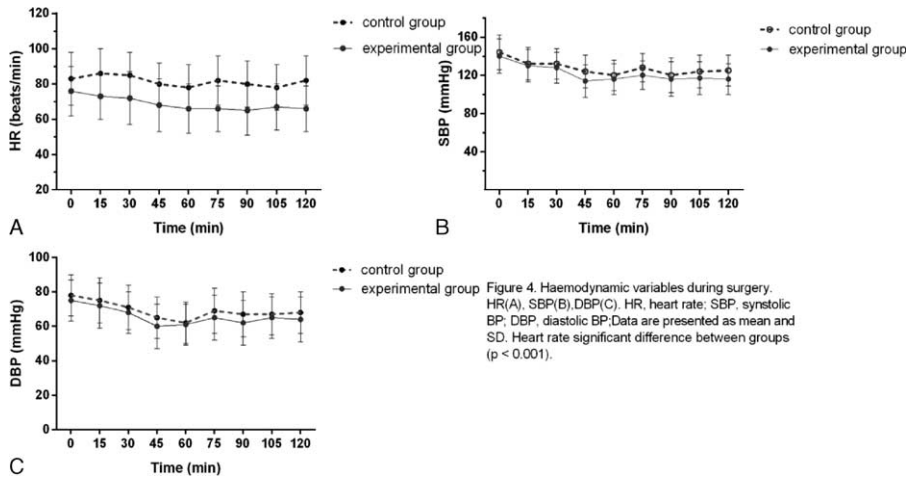 120
100
80
60
40
20
HR (beats/min)
0 15 30 45 60 75 90 105 120
Time (min)
control group
experimental group
A
160
120
80
40
0
SBP (mmHg)
0 15 30 45 60 75 90 105 120
Time (min)
control group
experimental group
B
100
80
60
40
20
0
DBP (mmHg)
0 15 30 45 60 75 90 105 120
Time (min)
control group
experimental group
C
Figure 4. Haemodynamic variables during surgery.
HR(A), SBP(B),DBP(C). HR, heart rate; SBP, synstolic
BP; DBP, diastolic BP;Data are presented as mean and
SD. Heart rate significant difference between groups
(p < 0.001).